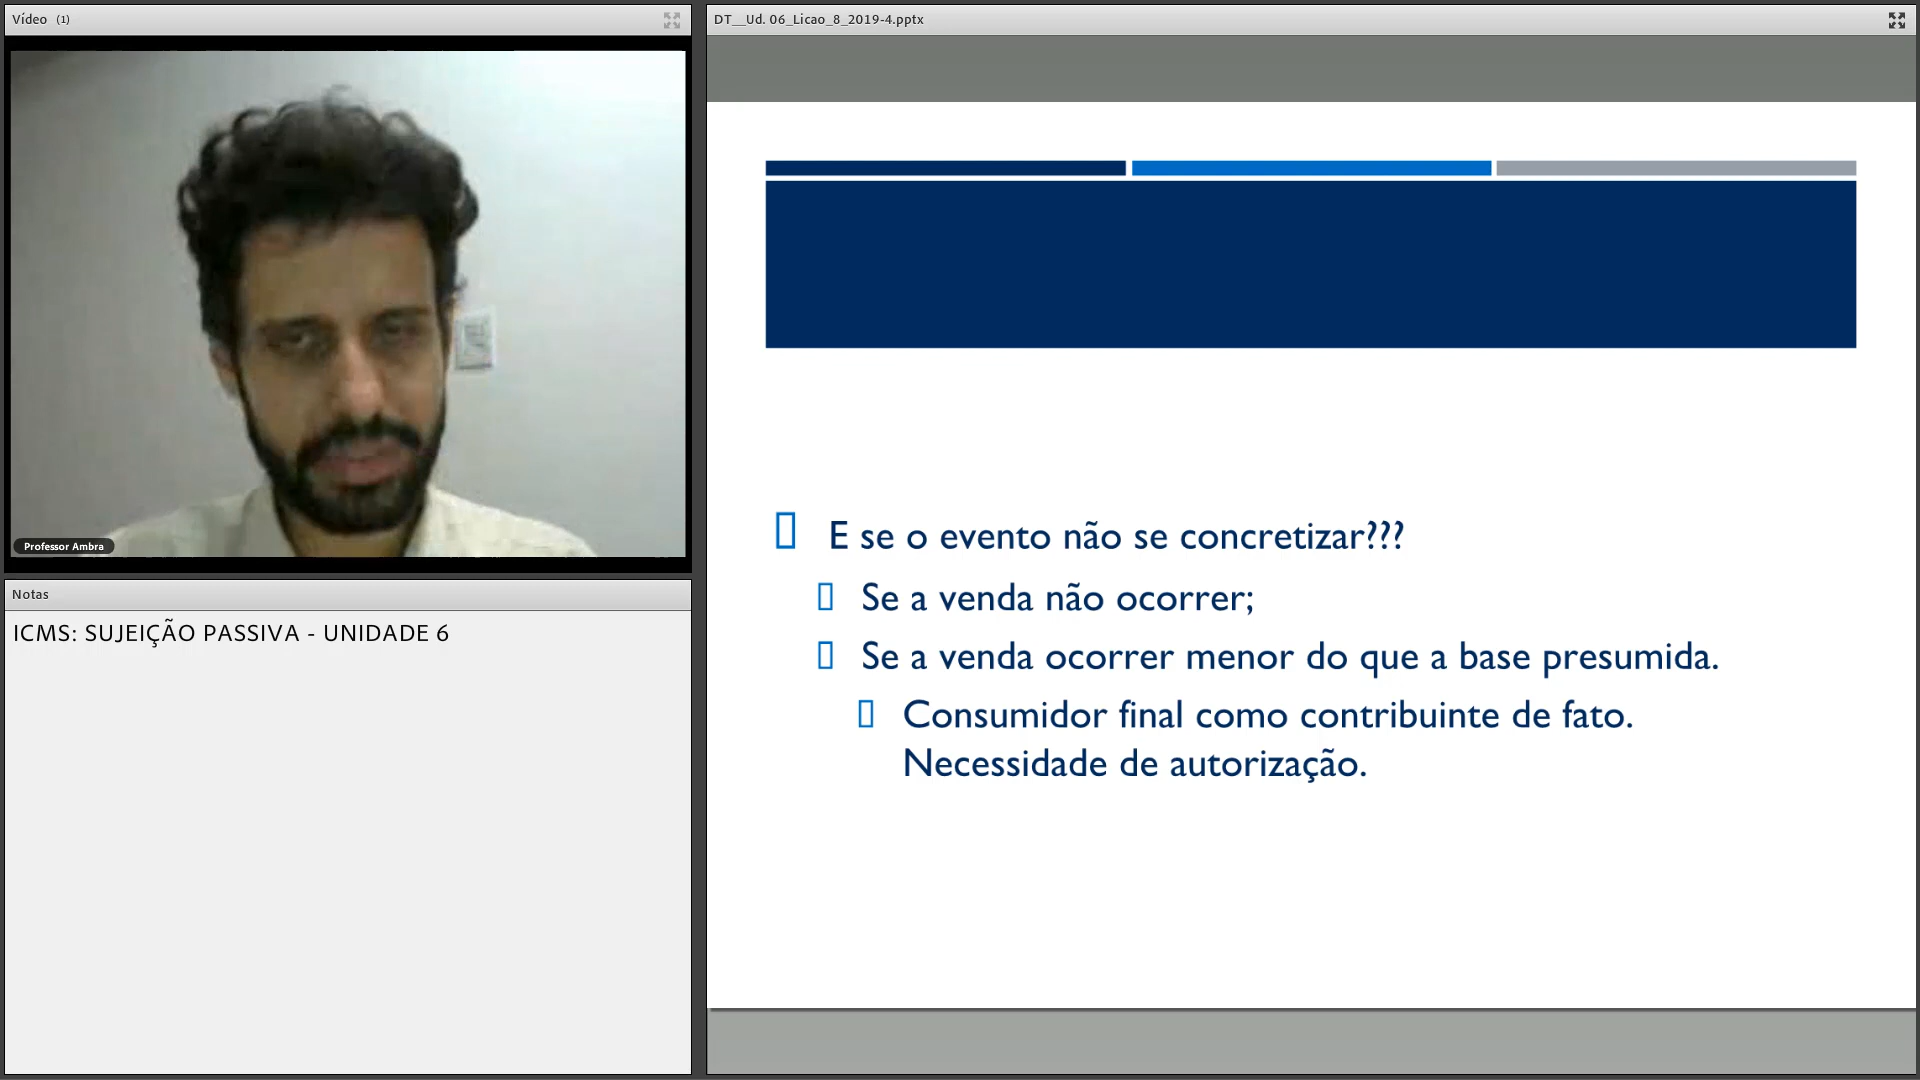 Vídeo (1)
Professor Ambra
Notas
ICMS: SUJEIÇÃO PASSIVA - UNIDADE 6
DT__Ud. 06_Licao_8_2019-4.pptx
E se o evento não se concretizar???
Se a venda não ocorrer;
Se a venda ocorrer menor do que a base presumida.
Consumidor final como contribuinte de fato.
Necessidade de autorização.